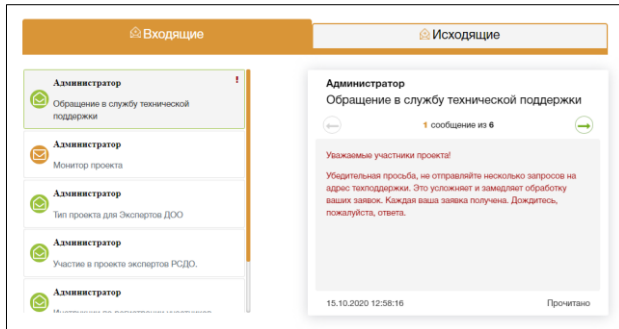 Входящие
Исходящие
Администратор
!
Обращение в службу технической
поддержки
Администратор
Монитор проекта
Администратор
Тип проекта для Экспертов ДОО
Администратор
Участие в проекте экспертов РСДО.
Администратор
Администратор
Обращение в службу технической поддержки
1 сообщение из 6
Уважаемые участники проекта!
Убедительная просьба, не отправляйте несколько запросов на
адрес техподдержки. Это усложняет и замедляет обработку
ваших заявок. Каждая ваша заявка получена. Дождитесь,
пожалуйста, ответа.
15.10.2020 12:58:16
Прочитано